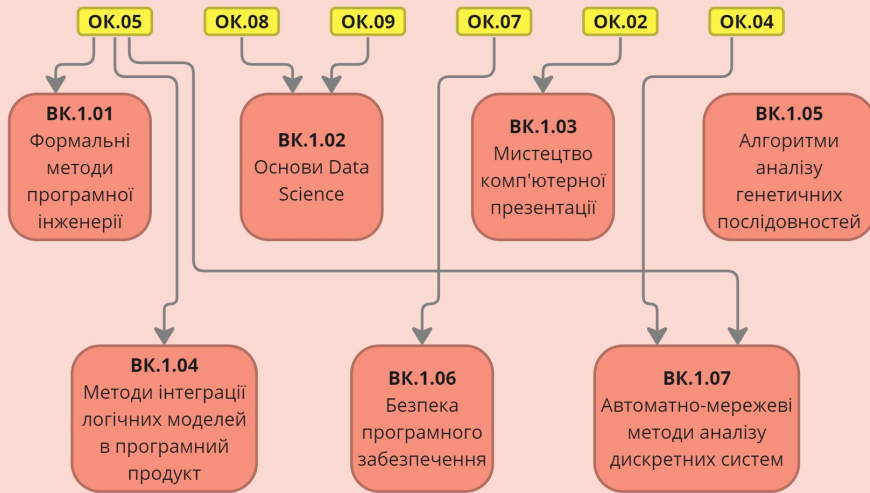 ОК.05
ОК.08
ОК.09
ОК.07
ОК.02
ОК.04
ВК.1.01
Формальні
методи
програмної
інженерії
ВК.1.02
Основи Data
Science
ВК.1.03
Мистецтво
комп'ютерної
презентації
ВК.1.05
Алгоритми
аналізу
генетичних
послідовностей
ВК.1.04
Методи інтеграції
логічних моделей
в програмний
продукт
ВК.1.06
Безпека
програмного
забезпечення
ВК.1.07
Автоматно-мережеві
методи аналізу
дискретних систем